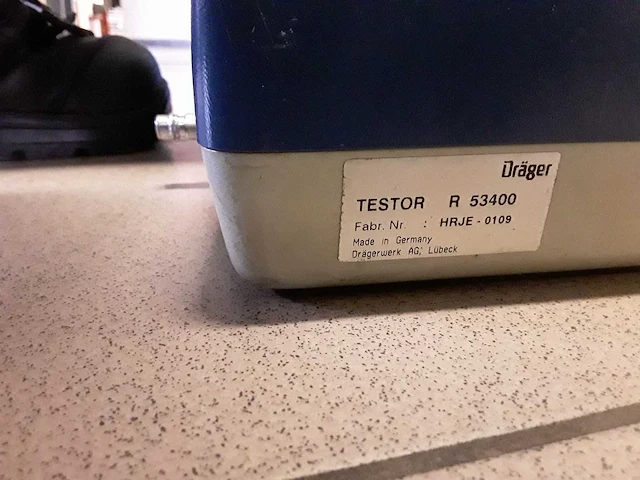 Dräger
TESTOR R 53400
Fabr. Nr. : HRJE - 0109
Made in Germany
Drägerwerk AG, Lübeck